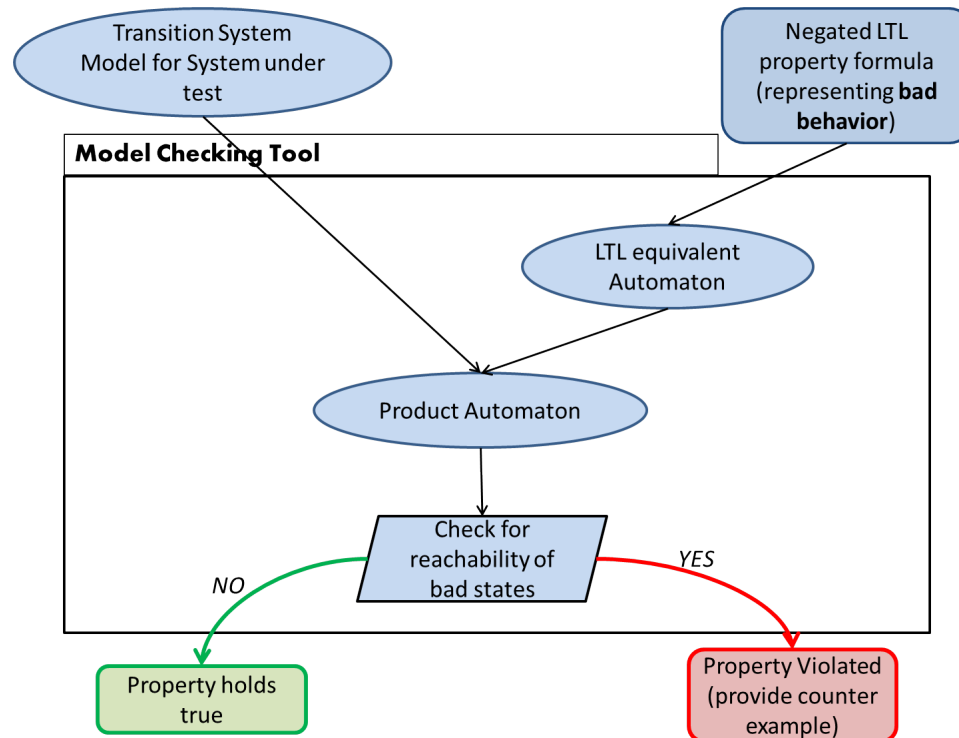 Transition System
Model for System under
test
Negated LTL
property formula
(representing bad
behavior)
Model Checking Tool
LTL equivalent
Automaton
Product Automaton
Check for
reachability of
bad states
NO
YES
Property holds
true
Property Violated
(provide counter
example)